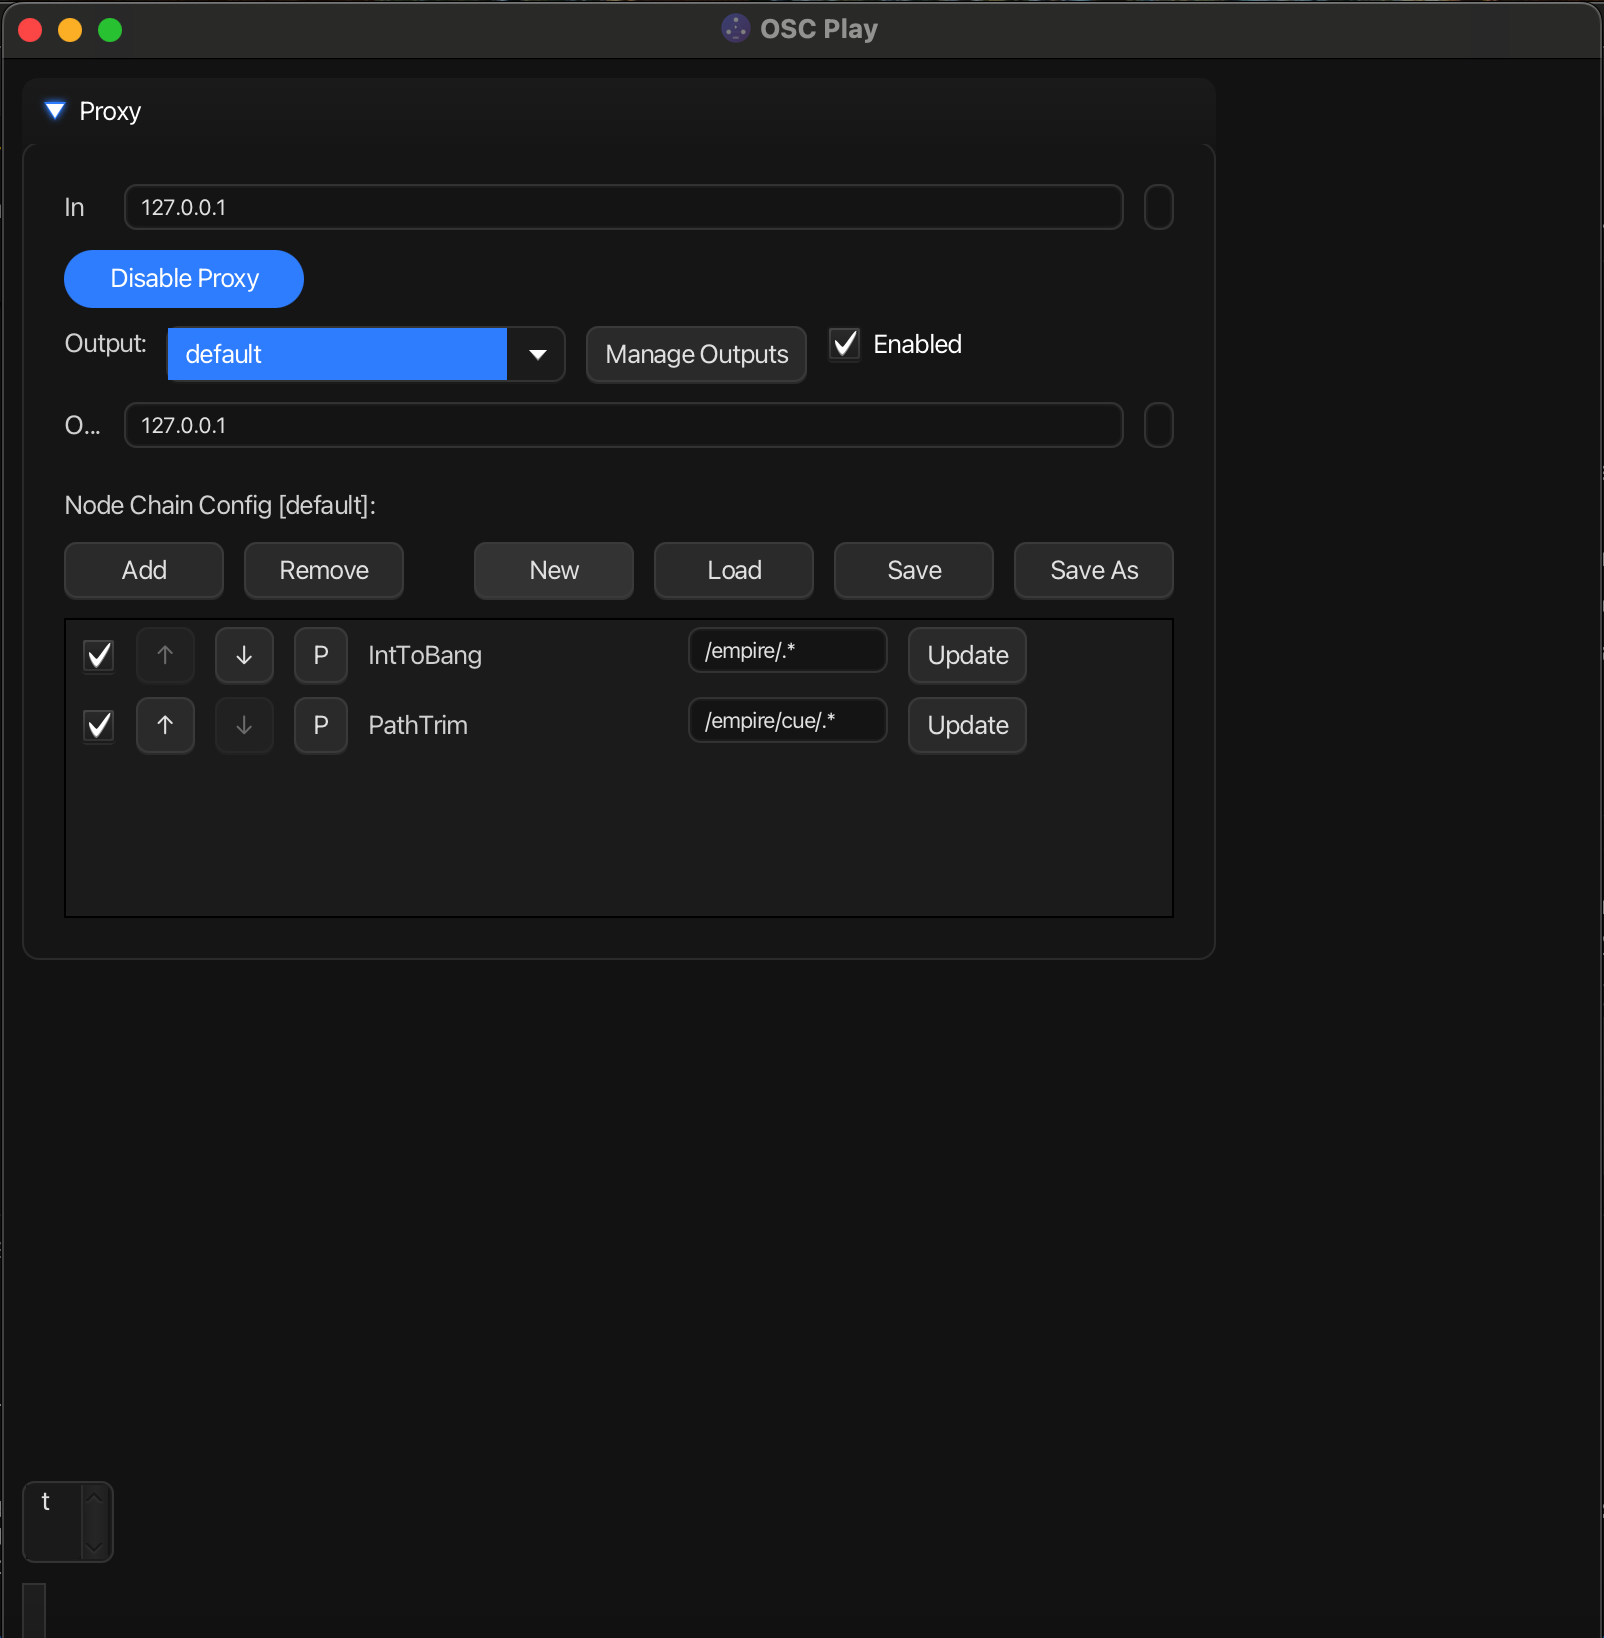 OSC Play
Proxy
In 127.0.0.1
Disable Proxy
Output: default Manage Outputs Enabled
O... 127.0.0.1
Node Chain Config [default]:
Add Remove New Load Save Save As
↑ ↓ P IntToBang /empire/.* Update
↑ ↓ P PathTrim /empire/cue/.* Update
t